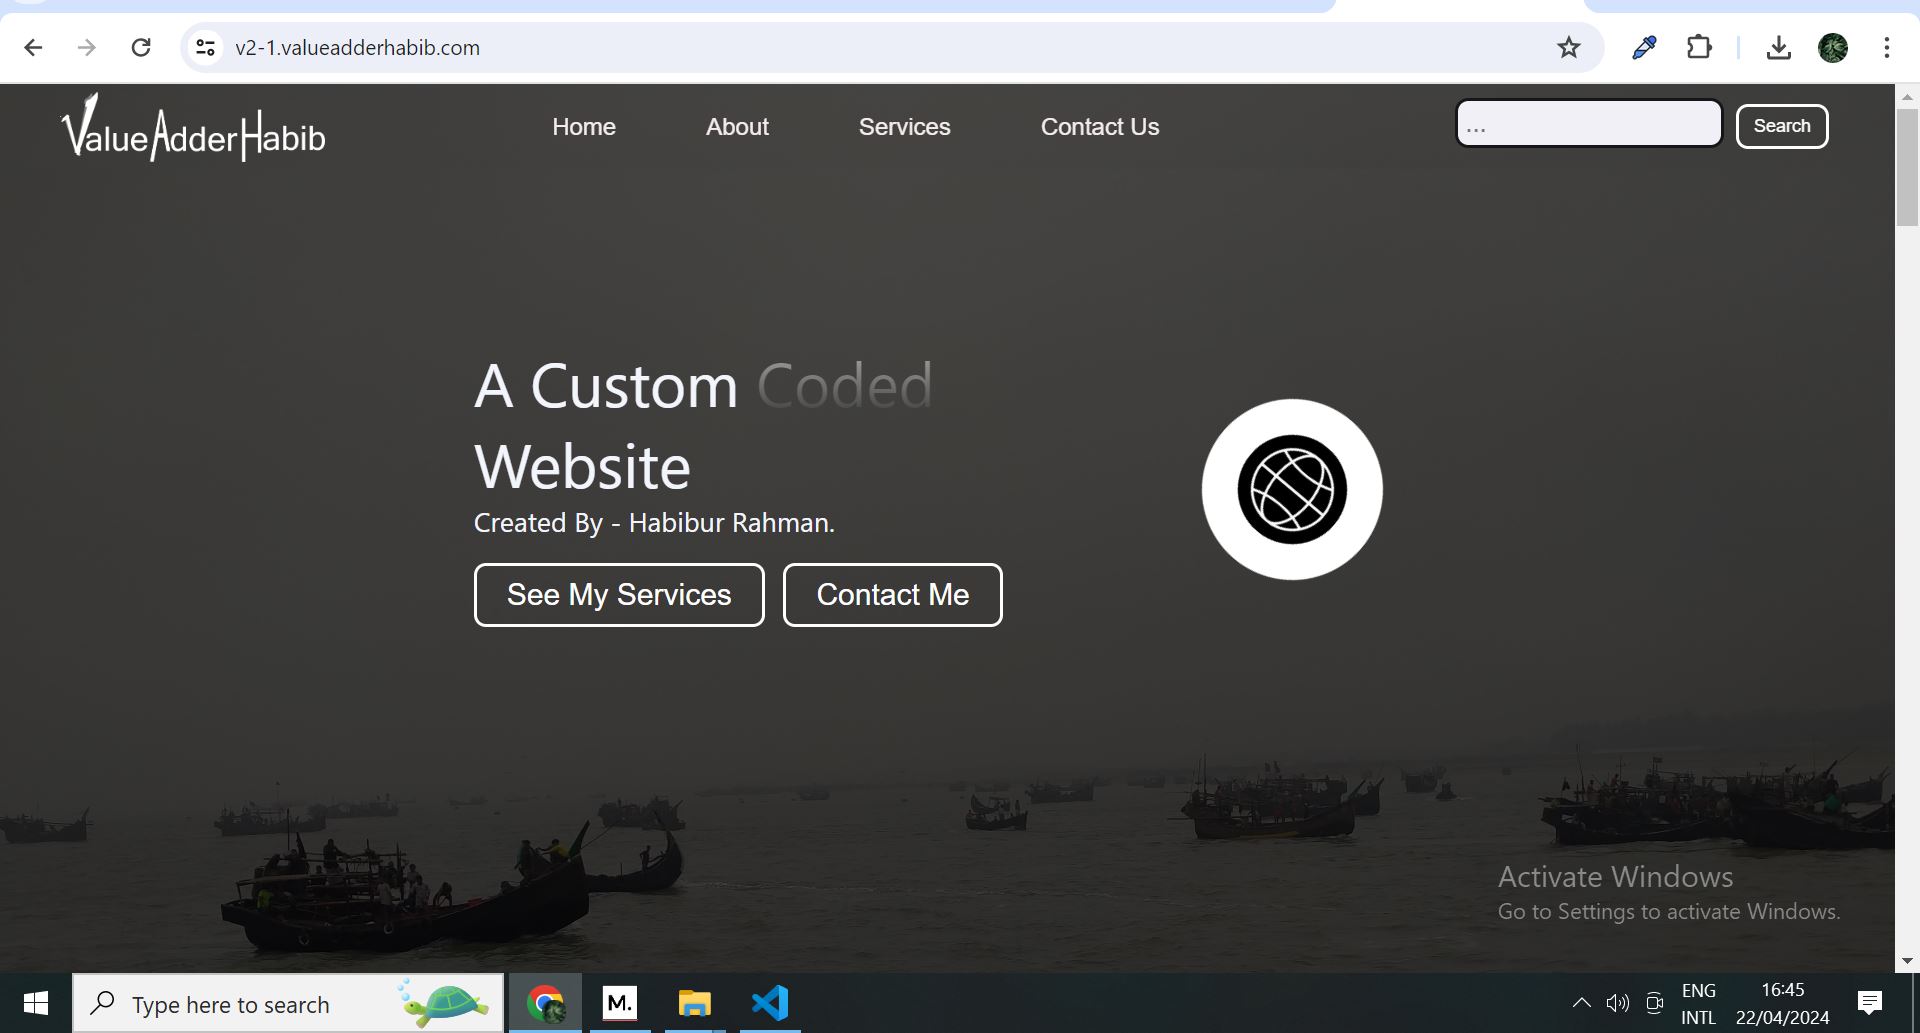 v2-1.valueadderhabib.com
ValueAdderHabib
Home
About
Services
Contact Us
...
Search
A Custom Coded
Website
Created By - Habibur Rahman.
See My Services
Contact Me
Activate Windows
Go to Settings to activate Windows.
Type here to search
M.
ENG
INTL
16:45
22/04/2024